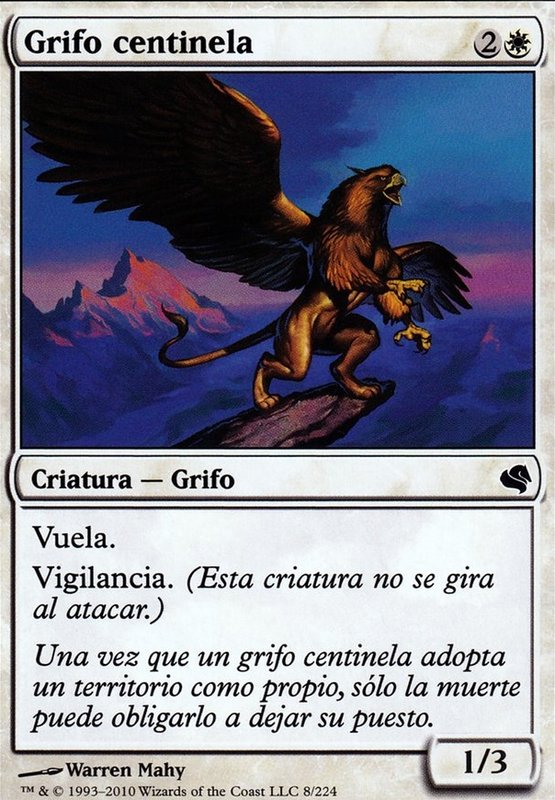 Grifo centinela 2
Criatura — Grifo
Vuela.
Vigilancia. (Esta criatura no se gira
al atacar.)
Una vez que un grifo centinela adopta
un territorio como propio, sólo la muerte
puede obligarlo a dejar su puesto.
1/3
Warren Mahy
™ & © 1993–2010 Wizards of the Coast LLC 8/224